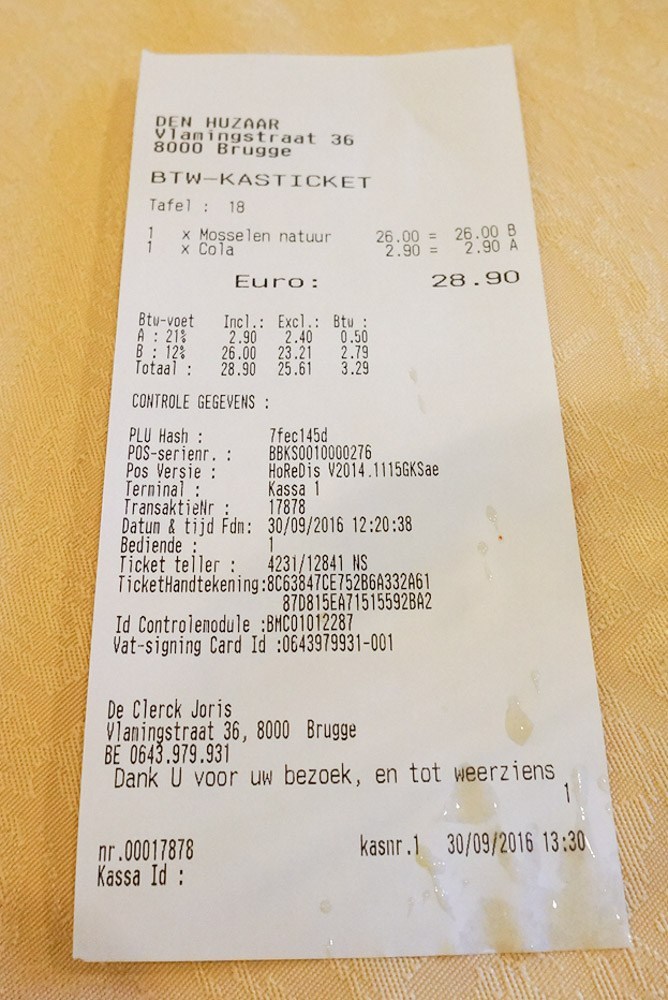 DEN HUZAAR
Vlamingstraat 36
8000 Brugge
BTW-KASTICKET
Tafel : 18
1 x Mosselen natuur 26.00 = 26.00 B
1 x Cola 2.90 = 2.90 A
Euro: 28.90
Btw-voet Incl.: Excl.: Btw :
A : 21% 2.90 2.40 0.50
B : 12% 26.00 23.21 2.79
Totaal : 28.90 25.61 3.29
CONTROLE GEGEVENS :
PLU Hash : 7fec145d
POS-serienr. : BBKS0010000276
Pos Versie : HoReDis V2014.1115GKSae
Terminal : Kassa 1
TransaktieNr : 17878
Datum & tijd Fdm: 30/09/2016 12:20:38
Bediende : 1
Ticket teller : 4231/12841 NS
TicketHandtekening:8C63847CE752B6A332A61
87D815EA71515592BA2
Id Controlemodule :BMC01012287
Vat-signing Card Id :0643979931-001
De Clerck Joris
Vlamingstraat 36, 8000 Brugge
BE 0643.979.931
Dank U voor uw bezoek, en tot weerziens
1
nr.00017878 kasnr.1 30/09/2016 13:30
Kassa Id :